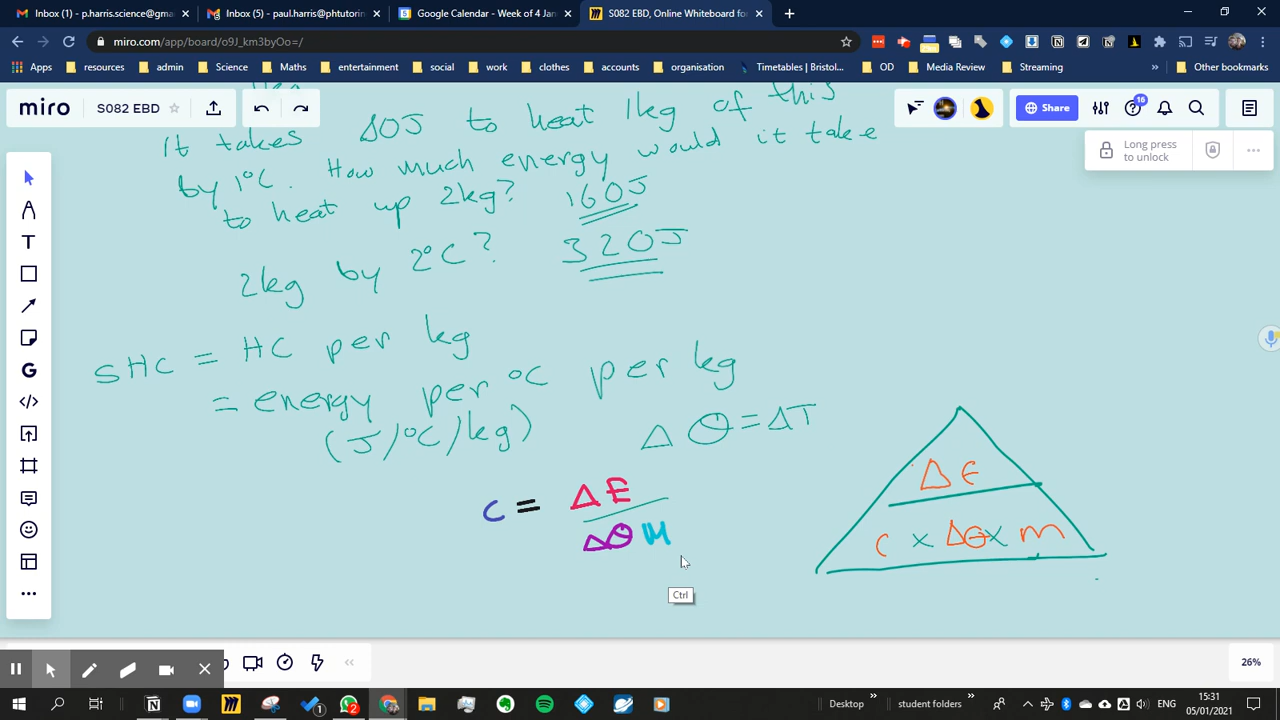 Inbox (1) - p.harris.science@gmai
Inbox (5) - paul.harris@phtutorin
Google Calendar - Week of 4 Jan
S082 EBD, Online Whiteboard for
miro.com/app/board/o9J_km3byOo=/
Apps resources admin Science Maths entertainment social work clothes accounts organisation Timetables | Bristol... OD Media Review Streaming » Other bookmarks
miro S082 EBD Share 16
Long press
to unlock
It takes to heat 1kg of this
by 1°C. How much energy would it take
to heat up 2kg? 160J
2kg by 2°C? 320J
SHC = HC per kg
= energy per °C per kg
(J/°C/kg) Δθ=ΔT
c = ΔE
Δθ m
ΔE
c × Δθ × m
Ctrl
26%
Desktop » student folders » ENG 15:31
05/01/2021